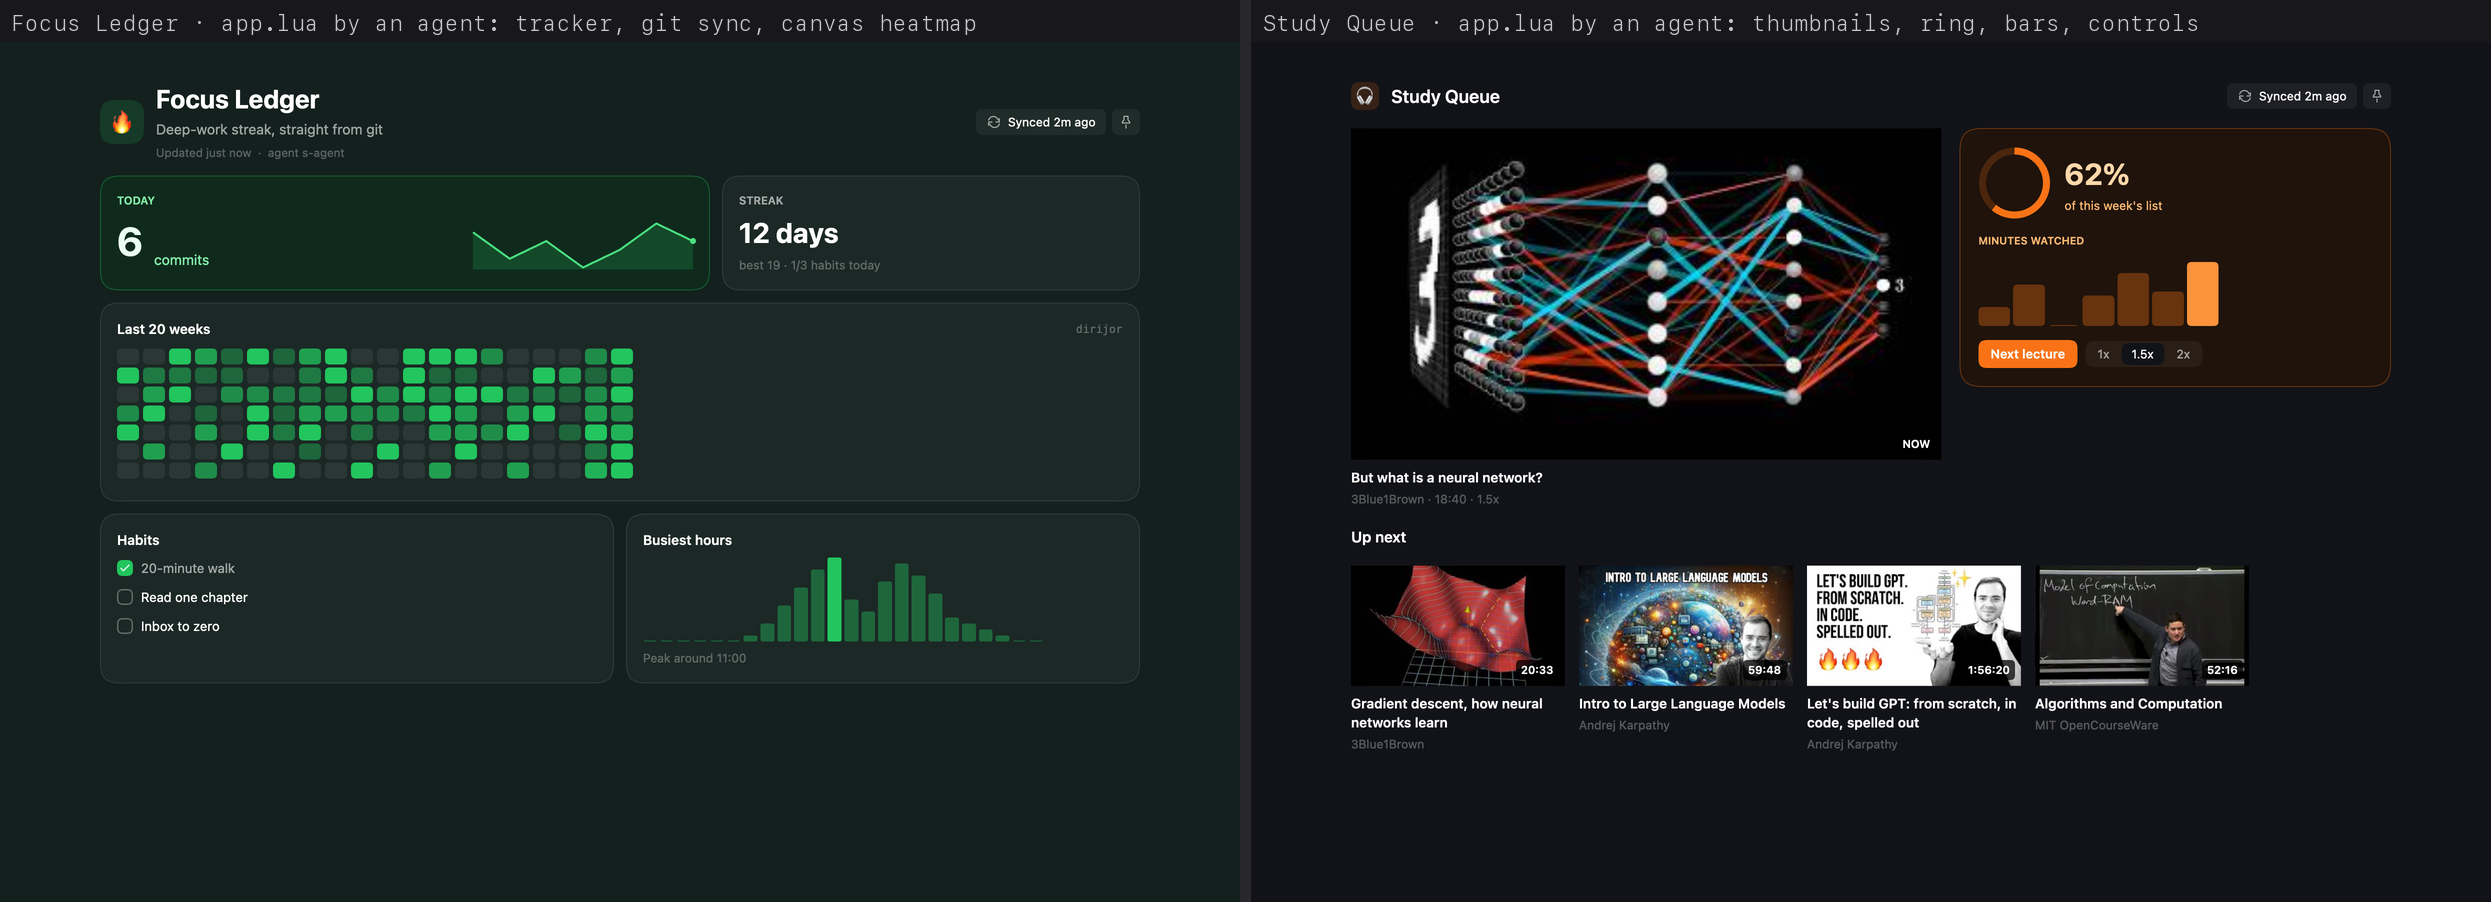 Focus Ledger · app.lua by an agent: tracker, git sync, canvas heatmap
Focus Ledger
Deep-work streak, straight from git
Updated just now · agent s-agent
Synced 2m ago
TODAY
6 commits
STREAK
12 days
best 19 · 1/3 habits today
Last 20 weeks
dirijor
Habits
20-minute walk
Read one chapter
Inbox to zero
Busiest hours
Peak around 11:00
Study Queue · app.lua by an agent: thumbnails, ring, bars, controls
Study Queue
Synced 2m ago
3
3
NOW
But what is a neural network?
3Blue1Brown · 18:40 · 1.5x
62%
of this week's list
MINUTES WATCHED
Next lecture
1x 1.5x 2x
Up next
20:33
Gradient descent, how neural
networks learn
3Blue1Brown
INTRO TO LARGE LANGUAGE MODELS
59:48
Intro to Large Language Models
Andrej Karpathy
LET'S BUILD GPT.
FROM SCRATCH.
IN CODE.
SPELLED OUT.
1:56:20
Let's build GPT: from scratch, in
code, spelled out
Andrej Karpathy
Model of Computation
Word-RAM
52:16
Algorithms and Computation
MIT OpenCourseWare